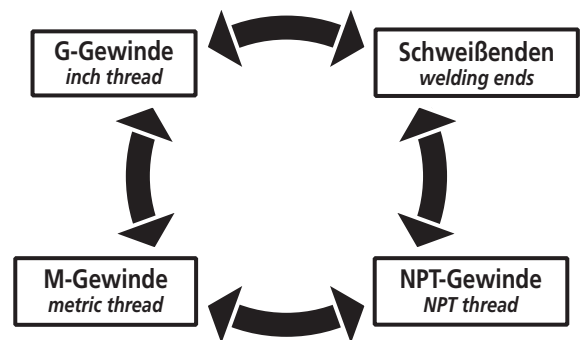 G-Gewinde
inch thread
Schweißenden
welding ends
M-Gewinde
metric thread
NPT-Gewinde
NPT thread